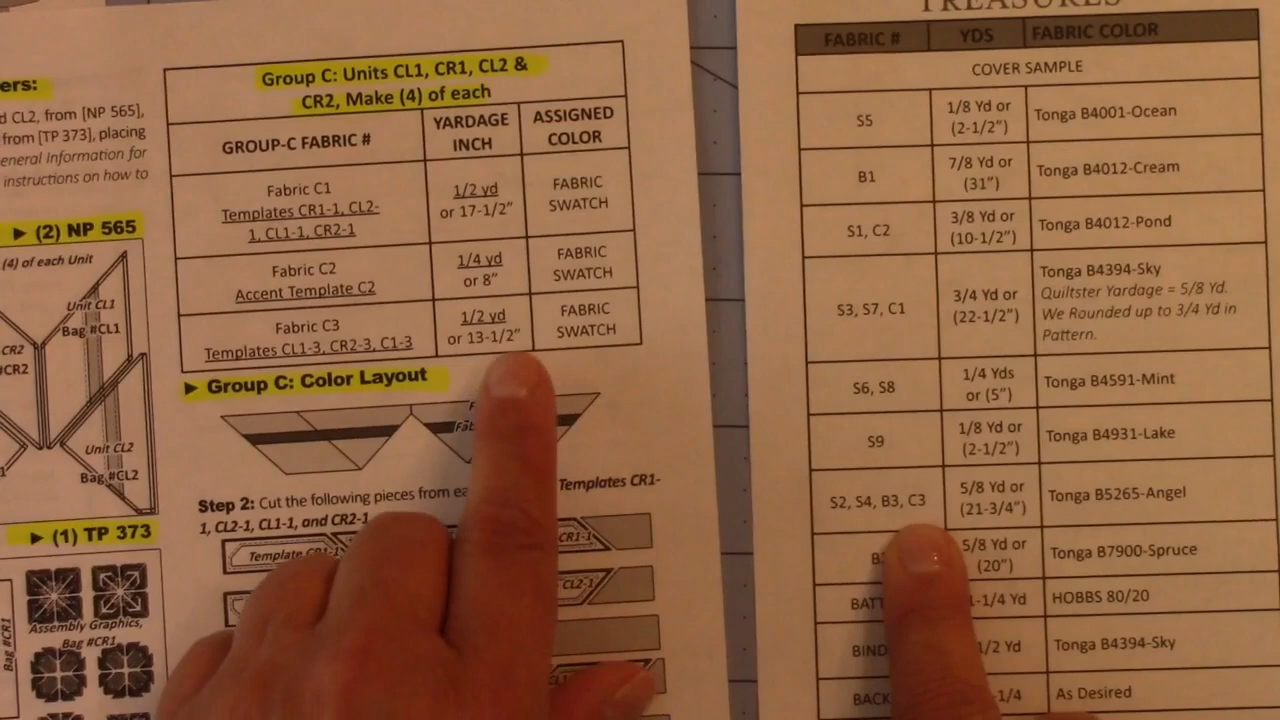 ers:
d CL2, from [NP 565],
from [TP 373], placing
eneral Information for
instructions on how to
► (2) NP 565
(4) of each Unit
Unit CL1
Bag #CL1
CR2
#CR2
Unit CL2
Bag #CL2
► (1) TP 373
Assembly Graphics,
Bag #CR1
Bag #CR1
Group C: Units CL1, CR1, CL2 &
CR2, Make (4) of each
GROUP-C FABRIC #
YARDAGE
INCH
ASSIGNED
COLOR
Fabric C1
Templates CR1-1, CL2-
1, CL1-1, CR2-1
1/2 yd
or 17-1/2"
FABRIC
SWATCH
Fabric C2
Accent Template C2
1/4 yd
or 8"
FABRIC
SWATCH
Fabric C3
Templates CL1-3, CR2-3, C1-3
1/2 yd
or 13-1/2"
FABRIC
SWATCH
► Group C: Color Layout
Step 2: Cut the following pieces from Templates CR1-
1, CL2-1, CL1-1, and CR2-1
Template CR1-1
CR1-1
CL2-1
TREASURES
FABRIC #
YDS
FABRIC COLOR
COVER SAMPLE
S5
1/8 Yd or
(2-1/2")
Tonga B4001-Ocean
B1
7/8 Yd or
(31")
Tonga B4012-Cream
S1, C2
3/8 Yd or
(10-1/2")
Tonga B4012-Pond
S3, S7, C1
3/4 Yd or
(22-1/2")
Tonga B4394-Sky
Quiltster Yardage = 5/8 Yd.
We Rounded up to 3/4 Yd in
Pattern.
S6, S8
1/4 Yds
or (5")
Tonga B4591-Mint
S9
1/8 Yd or
(2-1/2")
Tonga B4931-Lake
S2, S4, B3, C3
5/8 Yd or
(21-3/4")
Tonga B5265-Angel
5/8 Yd or
(20")
Tonga B7900-Spruce
BATT
-1/4 Yd
HOBBS 80/20
BIND
1/2 Yd
Tonga B4394-Sky
BACK
-1/4
As Desired